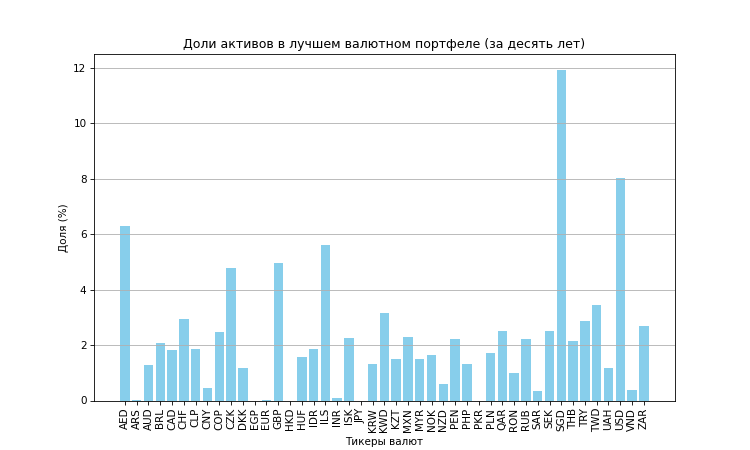 Доли активов в лучшем валютном портфеле (за десять лет)
12
10
8
6
4
2
0
Доля (%)
AED ARS AUD BRL CAD CHF CLP CNY COP CZK DKK EGP EUR GBP HKD HUF IDR ILS INR ISK JPY KRW KWD KZT MXN MYR NOK NZD PEN PHP PKR PLN QAR RON RUB SAR SEK SGD THB TRY TWD UAH USD VND ZAR
Тикеры валют